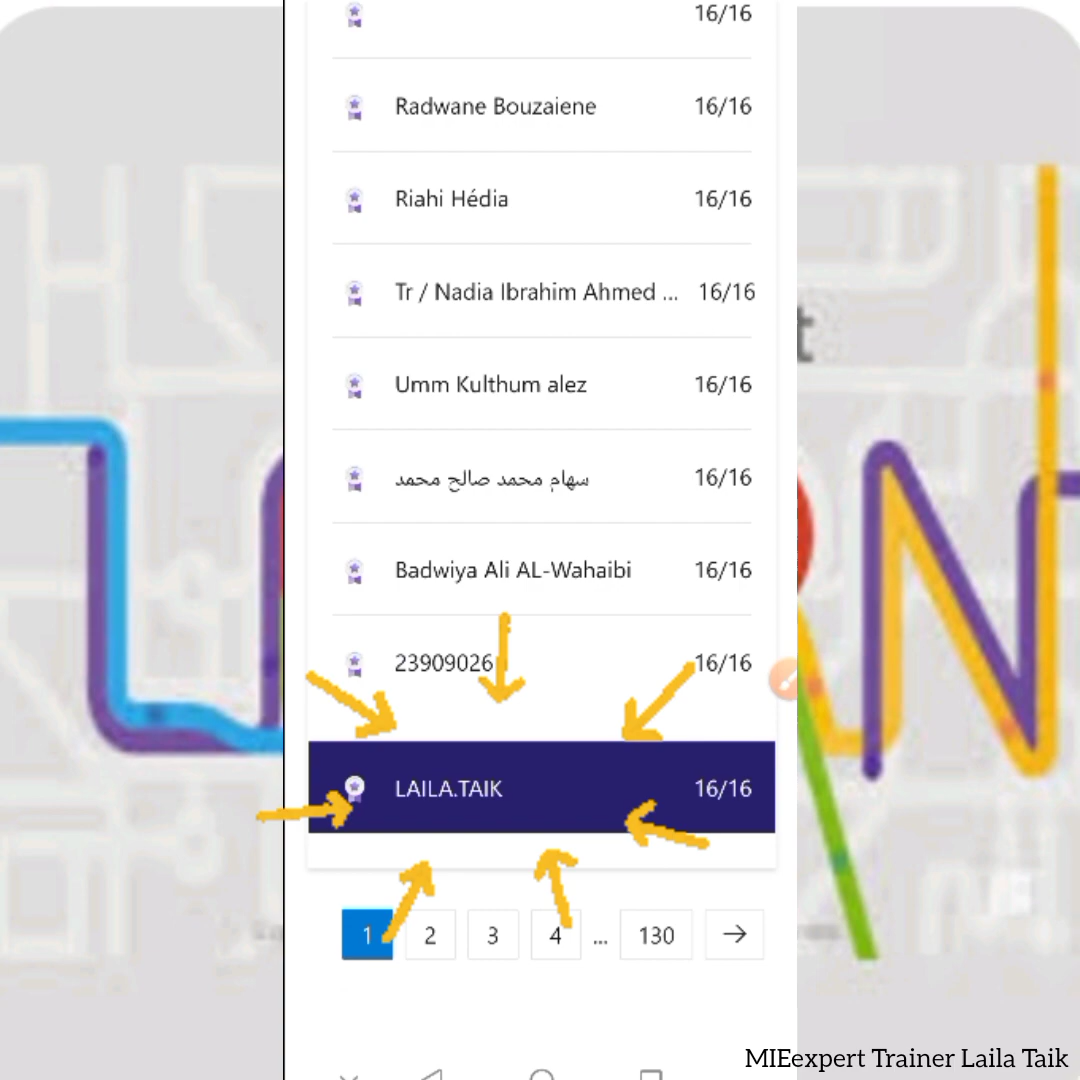 16/16
Radwane Bouzaiene 16/16
Riahi Hédia 16/16
Tr / Nadia Ibrahim Ahmed ... 16/16
Umm Kulthum alez 16/16
سهام محمد صالح محمد 16/16
Badwiya Ali AL-Wahaibi 16/16
23909026 16/16
LAILA.TAIK 16/16
1 2 3 4 ... 130 →
MIEexpert Trainer Laila Taik